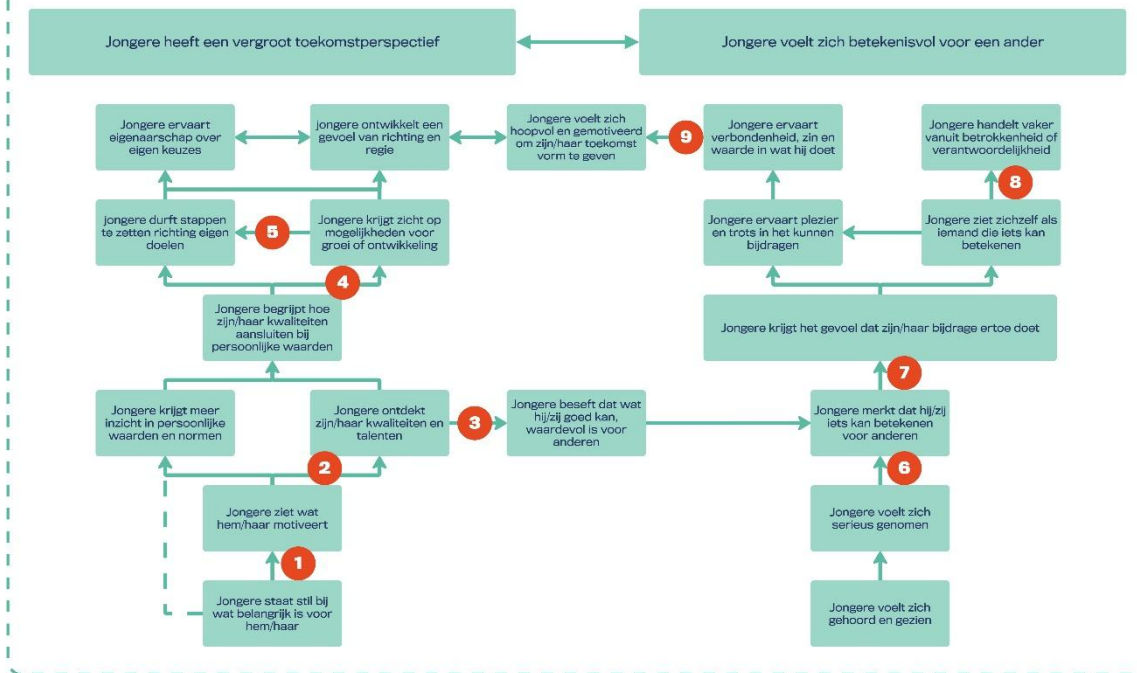 Jongere heeft een vergroot toekomstperspectief
Jongere voelt zich betekenisvol voor een ander
Jongere ervaart
eigenaarschap over
eigen keuzes
jongere ontwikkelt een
gevoel van richting en
regie
Jongere voelt zich
hoopvol en gemotiveerd
om zijn/haar toekomst
vorm te geven
9
Jongere ervaart
verbondenheid, zin en
waarde in wat hij doet
Jongere handelt vaker
vanuit betrokkenheid of
verantwoordelijkheid
8
jongere durft stappen
te zetten richting eigen
doelen
5
Jongere krijgt zicht op
mogelijkheden voor
groei of ontwikkeling
Jongere ervaart plezier
en trots in het kunnen
bijdragen
Jongere ziet zichzelf als
iemand die iets kan
betekenen
4
Jongere begrijpt hoe
zijn/haar kwaliteiten
aansluiten bij
persoonlijke waarden
Jongere krijgt het gevoel dat zijn/haar bijdrage ertoe doet
7
Jongere krijgt meer
inzicht in persoonlijke
waarden en normen
Jongere ontdekt
zijn/haar kwaliteiten en
talenten
3
Jongere beseft dat wat
hij/zij goed kan,
waardevol is voor
anderen
Jongere merkt dat hij/zij
iets kan betekenen
voor anderen
2
6
Jongere ziet wat
hem/haar motiveert
Jongere voelt zich
serieus genomen
1
Jongere staat stil bij
wat belangrijk is voor
hem/haar
Jongere voelt zich
gehoord en gezien